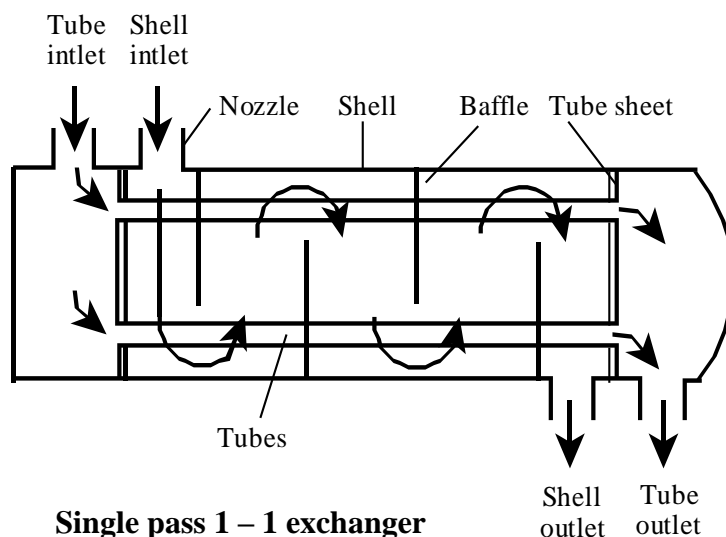 Tube Shell
intlet intlet
Nozzle Shell Baffle Tube sheet
Tubes
Shell Tube
outlet outlet
Single pass 1 – 1 exchanger